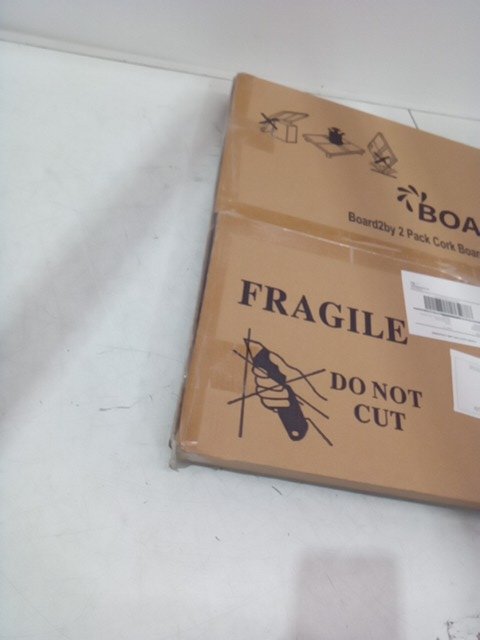 BOA
Board2by 2 Pack Cork Boar
FRAGILE
DO NOT
CUT